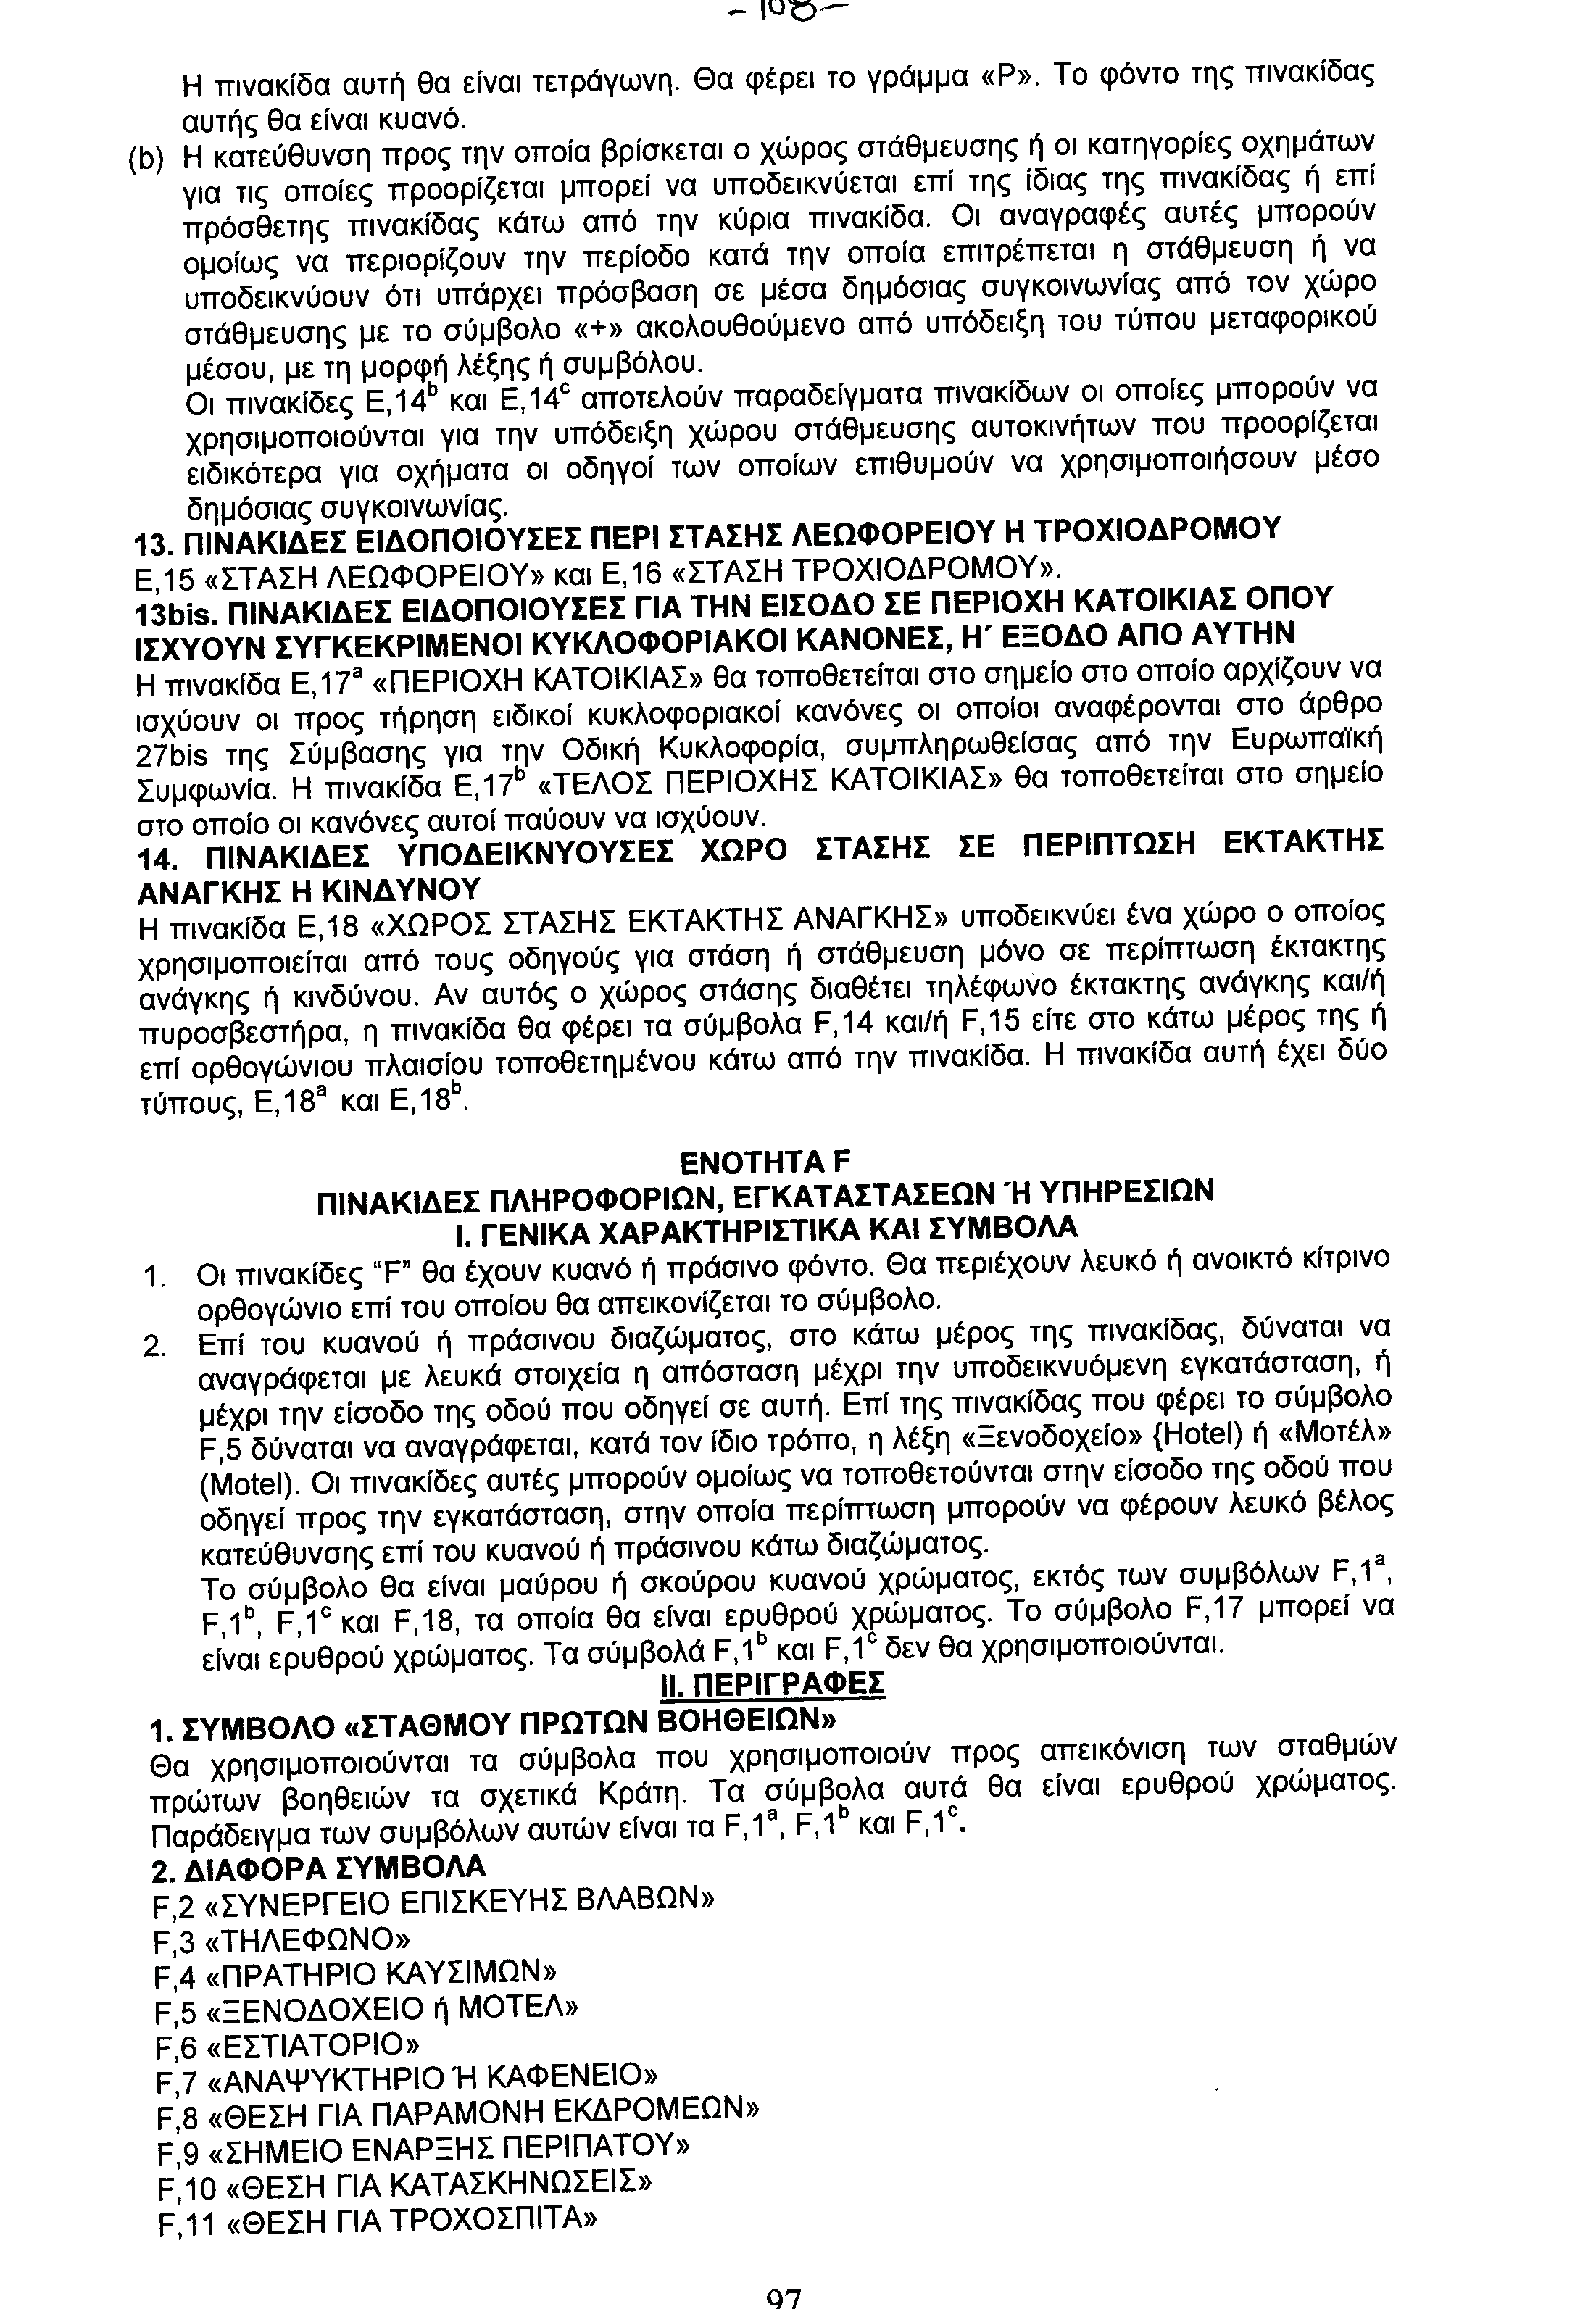 - 108 -
Η πινακίδα αυτή θα είναι τετράγωνη. Θα φέρει το γράμμα «P». Το φόντο της πινακίδας
αυτής θα είναι κυανό.
(b) Η κατεύθυνση προς την οποία βρίσκεται ο χώρος στάθμευσης ή οι κατηγορίες οχημάτων
για τις οποίες προορίζεται μπορεί να υποδεικνύεται επί της ίδιας της πινακίδας ή επί
πρόσθετης πινακίδας κάτω από την κύρια πινακίδα. Οι αναγραφές αυτές μπορούν
ομοίως να περιορίζουν την περίοδο κατά την οποία επιτρέπεται η στάθμευση ή να
υποδεικνύουν ότι υπάρχει πρόσβαση σε μέσα δημόσιας συγκοινωνίας από τον χώρο
στάθμευσης με το σύμβολο «+» ακολουθούμενο από υπόδειξη του τύπου μεταφορικού
μέσου, με τη μορφή λέξης ή συμβόλου.
Οι πινακίδες E,14ᵇ και E,14ᶜ αποτελούν παραδείγματα πινακίδων οι οποίες μπορούν να
χρησιμοποιούνται για την υπόδειξη χώρου στάθμευσης αυτοκινήτων που προορίζεται
ειδικότερα για οχήματα οι οδηγοί των οποίων επιθυμούν να χρησιμοποιήσουν μέσο
δημόσιας συγκοινωνίας.
13. ΠΙΝΑΚΙΔΕΣ ΕΙΔΟΠΟΙΟΥΣΕΣ ΠΕΡΙ ΣΤΑΣΗΣ ΛΕΩΦΟΡΕΙΟΥ Η ΤΡΟΧΙΟΔΡΟΜΟΥ
E,15 «ΣΤΑΣΗ ΛΕΩΦΟΡΕΙΟΥ» και E,16 «ΣΤΑΣΗ ΤΡΟΧΙΟΔΡΟΜΟΥ».
13bis. ΠΙΝΑΚΙΔΕΣ ΕΙΔΟΠΟΙΟΥΣΕΣ ΓΙΑ ΤΗΝ ΕΙΣΟΔΟ ΣΕ ΠΕΡΙΟΧΗ ΚΑΤΟΙΚΙΑΣ ΟΠΟΥ
ΙΣΧΥΟΥΝ ΣΥΓΚΕΚΡΙΜΕΝΟΙ ΚΥΚΛΟΦΟΡΙΑΚΟΙ ΚΑΝΟΝΕΣ, Η΄ ΕΞΟΔΟ ΑΠΟ ΑΥΤΗΝ
Η πινακίδα E,17ᵃ «ΠΕΡΙΟΧΗ ΚΑΤΟΙΚΙΑΣ» θα τοποθετείται στο σημείο στο οποίο αρχίζουν να
ισχύουν οι προς τήρηση ειδικοί κυκλοφοριακοί κανόνες οι οποίοι αναφέρονται στο άρθρο
27bis της Σύμβασης για την Οδική Κυκλοφορία, συμπληρωθείσας από την Ευρωπαϊκή
Συμφωνία. Η πινακίδα E,17ᵇ «ΤΕΛΟΣ ΠΕΡΙΟΧΗΣ ΚΑΤΟΙΚΙΑΣ» θα τοποθετείται στο σημείο
στο οποίο οι κανόνες αυτοί παύουν να ισχύουν.
14. ΠΙΝΑΚΙΔΕΣ ΥΠΟΔΕΙΚΝΥΟΥΣΕΣ ΧΩΡΟ ΣΤΑΣΗΣ ΣΕ ΠΕΡΙΠΤΩΣΗ ΕΚΤΑΚΤΗΣ
ΑΝΑΓΚΗΣ Η ΚΙΝΔΥΝΟΥ
Η πινακίδα E,18 «ΧΩΡΟΣ ΣΤΑΣΗΣ ΕΚΤΑΚΤΗΣ ΑΝΑΓΚΗΣ» υποδεικνύει ένα χώρο ο οποίος
χρησιμοποιείται από τους οδηγούς για στάση ή στάθμευση μόνο σε περίπτωση έκτακτης
ανάγκης ή κινδύνου. Αν αυτός ο χώρος στάσης διαθέτει τηλέφωνο έκτακτης ανάγκης και/ή
πυροσβεστήρα, η πινακίδα θα φέρει τα σύμβολα F,14 και/ή F,15 είτε στο κάτω μέρος της ή
επί ορθογώνιου πλαισίου τοποθετημένου κάτω από την πινακίδα. Η πινακίδα αυτή έχει δύο
τύπους, E,18ᵃ και E,18ᵇ.
ΕΝΟΤΗΤΑ F
ΠΙΝΑΚΙΔΕΣ ΠΛΗΡΟΦΟΡΙΩΝ, ΕΓΚΑΤΑΣΤΑΣΕΩΝ Ή ΥΠΗΡΕΣΙΩΝ
I. ΓΕΝΙΚΑ ΧΑΡΑΚΤΗΡΙΣΤΙΚΑ ΚΑΙ ΣΥΜΒΟΛΑ
1. Οι πινακίδες “F” θα έχουν κυανό ή πράσινο φόντο. Θα περιέχουν λευκό ή ανοικτό κίτρινο
ορθογώνιο επί του οποίου θα απεικονίζεται το σύμβολο.
2. Επί του κυανού ή πράσινου διαζώματος, στο κάτω μέρος της πινακίδας, δύναται να
αναγράφεται με λευκά στοιχεία η απόσταση μέχρι την υποδεικνυόμενη εγκατάσταση, ή
μέχρι την είσοδο της οδού που οδηγεί σε αυτή. Επί της πινακίδας που φέρει το σύμβολο
F,5 δύναται να αναγράφεται, κατά τον ίδιο τρόπο, η λέξη «Ξενοδοχείο» {Hotel) ή «Μοτέλ»
(Motel). Οι πινακίδες αυτές μπορούν ομοίως να τοποθετούνται στην είσοδο της οδού που
οδηγεί προς την εγκατάσταση, στην οποία περίπτωση μπορούν να φέρουν λευκό βέλος
κατεύθυνσης επί του κυανού ή πράσινου κάτω διαζώματος.
Το σύμβολο θα είναι μαύρου ή σκούρου κυανού χρώματος, εκτός των συμβόλων F,1ᵃ,
F,1ᵇ, F,1ᶜ και F,18, τα οποία θα είναι ερυθρού χρώματος. Το σύμβολο F,17 μπορεί να
είναι ερυθρού χρώματος. Τα σύμβολά F,1ᵇ και F,1ᶜ δεν θα χρησιμοποιούνται.
II. ΠΕΡΙΓΡΑΦΕΣ
1. ΣΥΜΒΟΛΟ «ΣΤΑΘΜΟΥ ΠΡΩΤΩΝ ΒΟΗΘΕΙΩΝ»
Θα χρησιμοποιούνται τα σύμβολα που χρησιμοποιούν προς απεικόνιση των σταθμών
πρώτων βοηθειών τα σχετικά Κράτη. Τα σύμβολα αυτά θα είναι ερυθρού χρώματος.
Παράδειγμα των συμβόλων αυτών είναι τα F,1ᵃ, F,1ᵇ και F,1ᶜ.
2. ΔΙΑΦΟΡΑ ΣΥΜΒΟΛΑ
F,2 «ΣΥΝΕΡΓΕΙΟ ΕΠΙΣΚΕΥΗΣ ΒΛΑΒΩΝ»
F,3 «ΤΗΛΕΦΩΝΟ»
F,4 «ΠΡΑΤΗΡΙΟ ΚΑΥΣΙΜΩΝ»
F,5 «ΞΕΝΟΔΟΧΕΙΟ ή ΜΟΤΕΛ»
F,6 «ΕΣΤΙΑΤΟΡΙΟ»
F,7 «ΑΝΑΨΥΚΤΗΡΙΟ Ή ΚΑΦΕΝΕΙΟ»
F,8 «ΘΕΣΗ ΓΙΑ ΠΑΡΑΜΟΝΗ ΕΚΔΡΟΜΕΩΝ»
F,9 «ΣΗΜΕΙΟ ΕΝΑΡΞΗΣ ΠΕΡΙΠΑΤΟΥ»
F,10 «ΘΕΣΗ ΓΙΑ ΚΑΤΑΣΚΗΝΩΣΕΙΣ»
F,11 «ΘΕΣΗ ΓΙΑ ΤΡΟΧΟΣΠΙΤΑ»
97